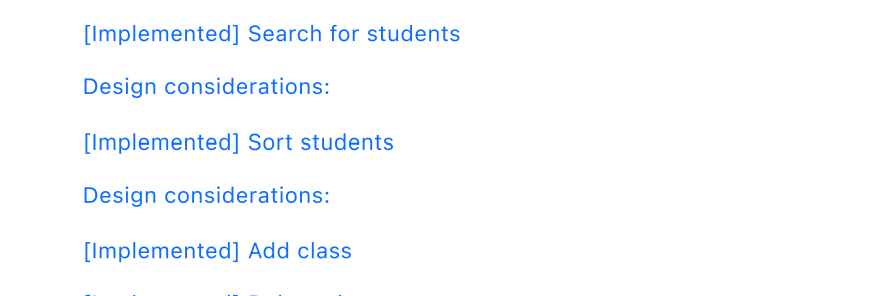 [Implemented] Search for students
Design considerations:
[Implemented] Sort students
Design considerations:
[Implemented] Add class